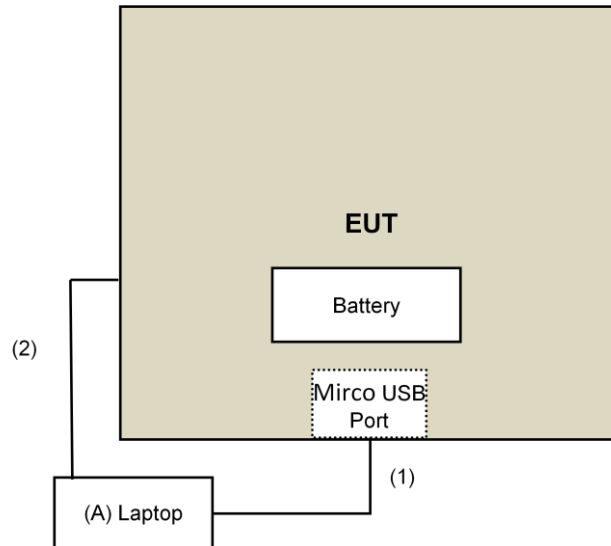 EUT
Battery
(2)
Mirco USB
Port
(1)
(A) Laptop